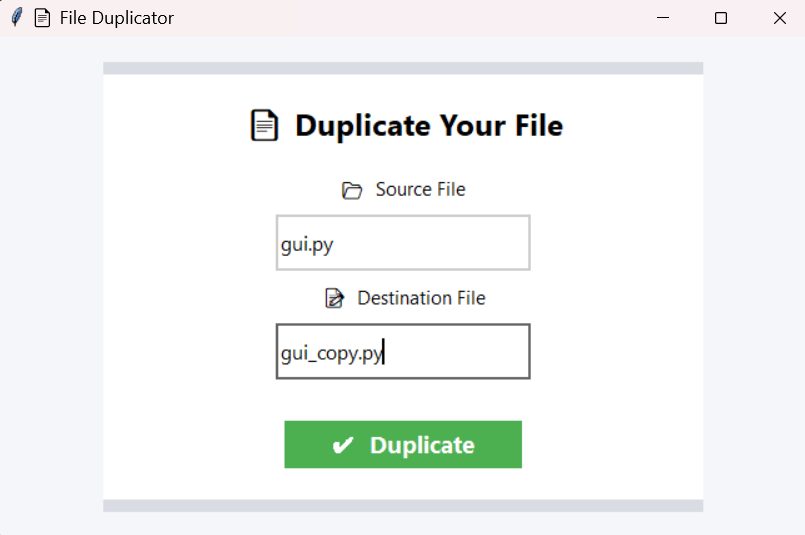 File Duplicator
Duplicate Your File
Source File
gui.py
Destination File
gui_copy.py
✔ Duplicate